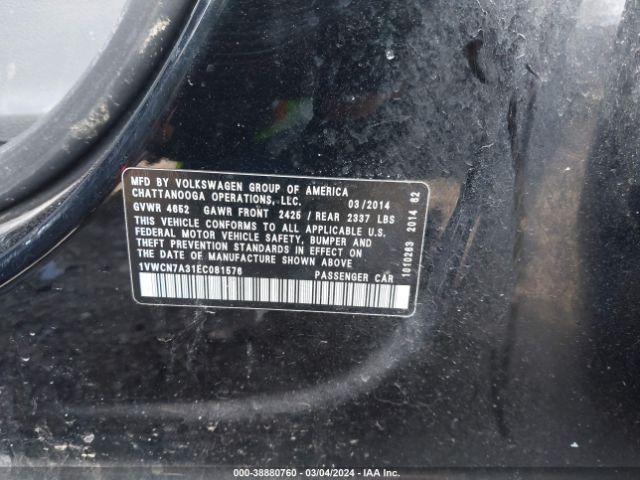 MFD BY VOLKSWAGEN GROUP OF AMERICA
CHATTANOOGA OPERATIONS, LLC. 03/2014
GVWR 4652 GAWR FRONT 2425 / REAR 2337 LBS
THIS VEHICLE CONFORMS TO ALL APPLICABLE U.S.
FEDERAL MOTOR VEHICLE SAFETY, BUMPER AND
THEFT PREVENTION STANDARDS IN EFFECT ON
THE DATE OF MANUFACTURE SHOWN ABOVE
1VWCN7A31EC081576 PASSENGER CAR
1010263 2014 62
000-38880760 - 03/04/2024 - IAA Inc.